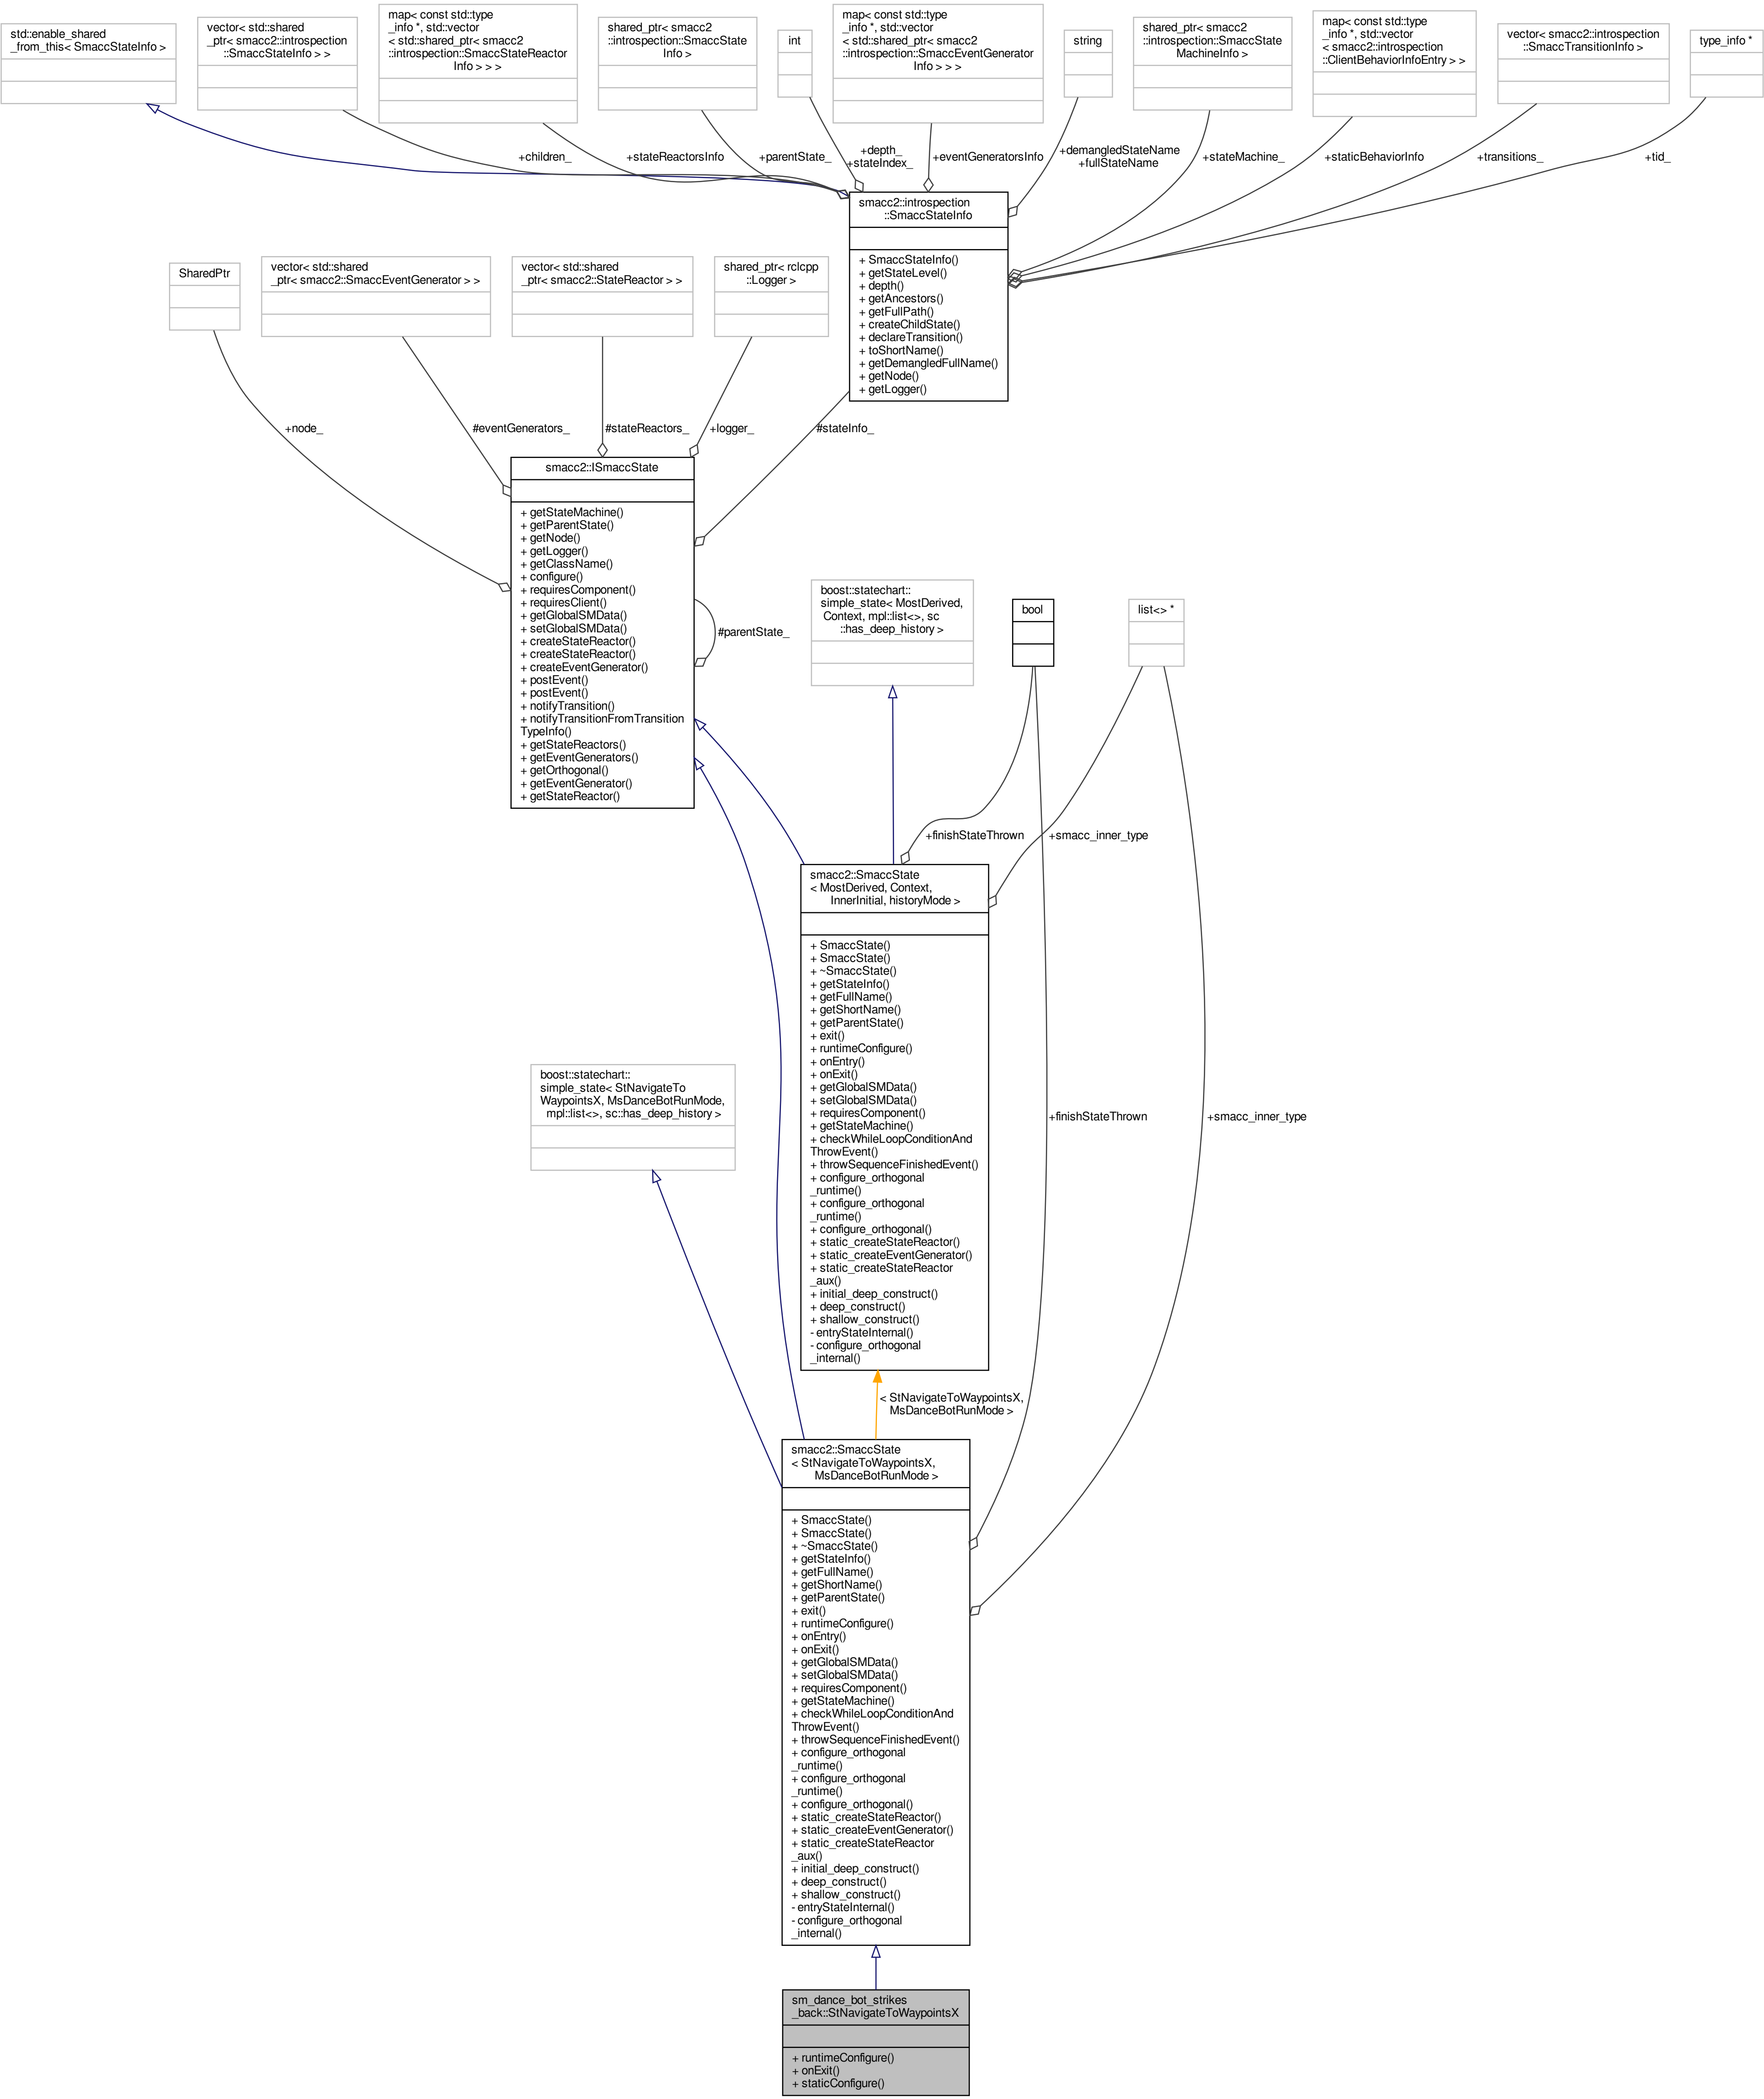 std::enable_shared
_from_this< SmaccStateInfo >
vector< std::shared
_ptr< smacc2::introspection
::SmaccStateInfo > >
map< const std::type
_info *, std::vector
< std::shared_ptr< smacc2
::introspection::SmaccStateReactor
Info > > >
shared_ptr< smacc2
::introspection::SmaccState
Info >
int
map< const std::type
_info *, std::vector
< std::shared_ptr< smacc2
::introspection::SmaccEventGenerator
Info > > >
string
shared_ptr< smacc2
::introspection::SmaccState
MachineInfo >
map< const std::type
_info *, std::vector
< smacc2::introspection
::ClientBehaviorInfoEntry > >
vector< smacc2::introspection
::SmaccTransitionInfo >
type_info *
+children_
+stateReactorsInfo
+parentState_
+depth_
+stateIndex_
+eventGeneratorsInfo
+demangledStateName
+fullStateName
+stateMachine_
+staticBehaviorInfo
+transitions_
+tid_
smacc2::introspection
::SmaccStateInfo
+ SmaccStateInfo()
+ getStateLevel()
+ depth()
+ getAncestors()
+ getFullPath()
+ createChildState()
+ declareTransition()
+ toShortName()
+ getDemangledFullName()
+ getNode()
+ getLogger()
SharedPtr
vector< std::shared
_ptr< smacc2::SmaccEventGenerator > >
vector< std::shared
_ptr< smacc2::StateReactor > >
shared_ptr< rclcpp
::Logger >
+node_
#eventGenerators_
#stateReactors_
+logger_
#stateInfo_
smacc2::ISmaccState
+ getStateMachine()
+ getParentState()
+ getNode()
+ getLogger()
+ getClassName()
+ configure()
+ requiresComponent()
+ requiresClient()
+ getGlobalSMData()
+ setGlobalSMData()
+ createStateReactor()
+ createStateReactor()
+ createEventGenerator()
+ postEvent()
+ postEvent()
+ notifyTransition()
+ notifyTransitionFromTransition
TypeInfo()
+ getStateReactors()
+ getEventGenerators()
+ getOrthogonal()
+ getEventGenerator()
+ getStateReactor()
#parentState_
boost::statechart::
simple_state< MostDerived,
Context, mpl::list<>, sc
::has_deep_history >
bool
list<> *
+finishStateThrown
+smacc_inner_type
smacc2::SmaccState
< MostDerived, Context,
InnerInitial, historyMode >
+ SmaccState()
+ SmaccState()
+ ~SmaccState()
+ getStateInfo()
+ getFullName()
+ getShortName()
+ getParentState()
+ exit()
+ runtimeConfigure()
+ onEntry()
+ onExit()
+ getGlobalSMData()
+ setGlobalSMData()
+ requiresComponent()
+ getStateMachine()
+ checkWhileLoopConditionAnd
ThrowEvent()
+ throwSequenceFinishedEvent()
+ configure_orthogonal
_runtime()
+ configure_orthogonal
_runtime()
+ configure_orthogonal()
+ static_createStateReactor()
+ static_createEventGenerator()
+ static_createStateReactor
_aux()
+ initial_deep_construct()
+ deep_construct()
+ shallow_construct()
- entryStateInternal()
- configure_orthogonal
_internal()
boost::statechart::
simple_state< StNavigateTo
WaypointsX, MsDanceBotRunMode,
mpl::list<>, sc::has_deep_history >
+finishStateThrown
+smacc_inner_type
< StNavigateToWaypointsX,
MsDanceBotRunMode >
smacc2::SmaccState
< StNavigateToWaypointsX,
MsDanceBotRunMode >
+ SmaccState()
+ SmaccState()
+ ~SmaccState()
+ getStateInfo()
+ getFullName()
+ getShortName()
+ getParentState()
+ exit()
+ runtimeConfigure()
+ onEntry()
+ onExit()
+ getGlobalSMData()
+ setGlobalSMData()
+ requiresComponent()
+ getStateMachine()
+ checkWhileLoopConditionAnd
ThrowEvent()
+ throwSequenceFinishedEvent()
+ configure_orthogonal
_runtime()
+ configure_orthogonal
_runtime()
+ configure_orthogonal()
+ static_createStateReactor()
+ static_createEventGenerator()
+ static_createStateReactor
_aux()
+ initial_deep_construct()
+ deep_construct()
+ shallow_construct()
- entryStateInternal()
- configure_orthogonal
_internal()
sm_dance_bot_strikes
_back::StNavigateToWaypointsX
+ runtimeConfigure()
+ onExit()
+ staticConfigure()